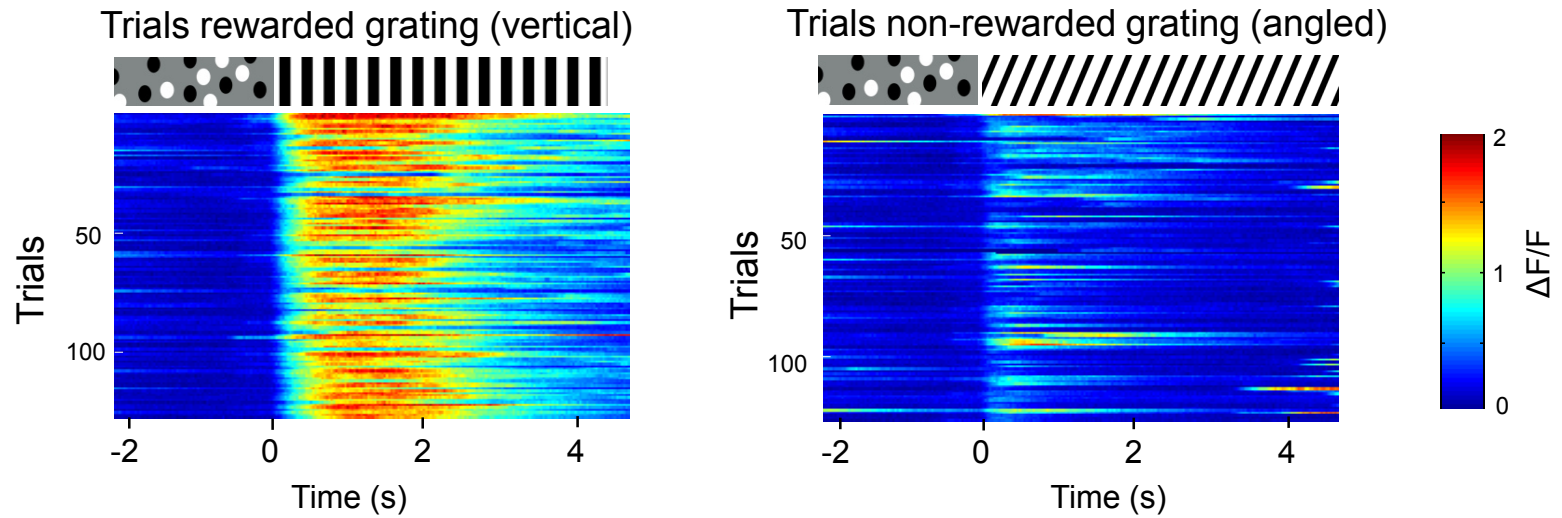 Trials rewarded grating (vertical)
Trials
50
100
-2
0
2
4
Time (s)
Trials non-rewarded grating (angled)
Trials
50
100
-2
0
2
4
Time (s)
2
1
0
ΔF/F